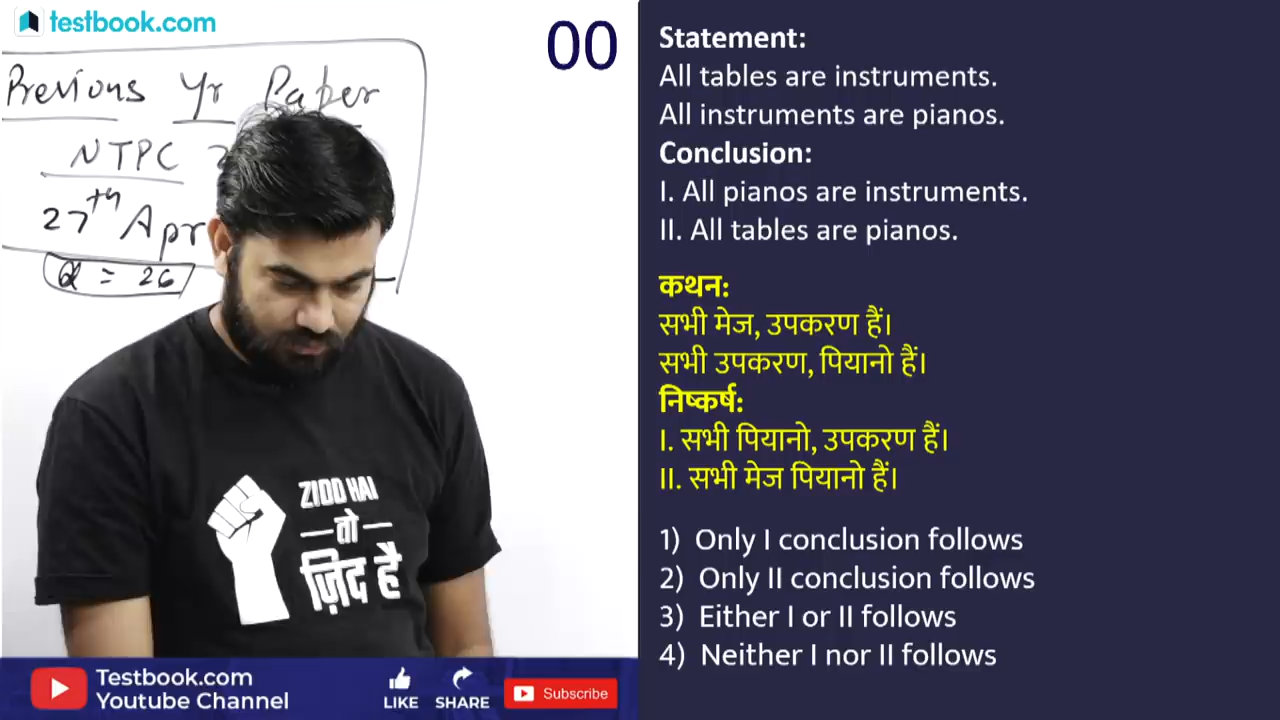 testbook.com
00
Previous Yr Paper
NTPC
27th Apr
Q = 26
ZIDD HAI
तो
ज़िद है
Testbook.com
Youtube Channel
LIKE
SHARE
Subscribe
Statement:
All tables are instruments.
All instruments are pianos.
Conclusion:
I. All pianos are instruments.
II. All tables are pianos.
कथन:
सभी मेज, उपकरण हैं।
सभी उपकरण, पियानो हैं।
निष्कर्ष:
I. सभी पियानो, उपकरण हैं।
II. सभी मेज पियानो हैं।
1) Only I conclusion follows
2) Only II conclusion follows
3) Either I or II follows
4) Neither I nor II follows